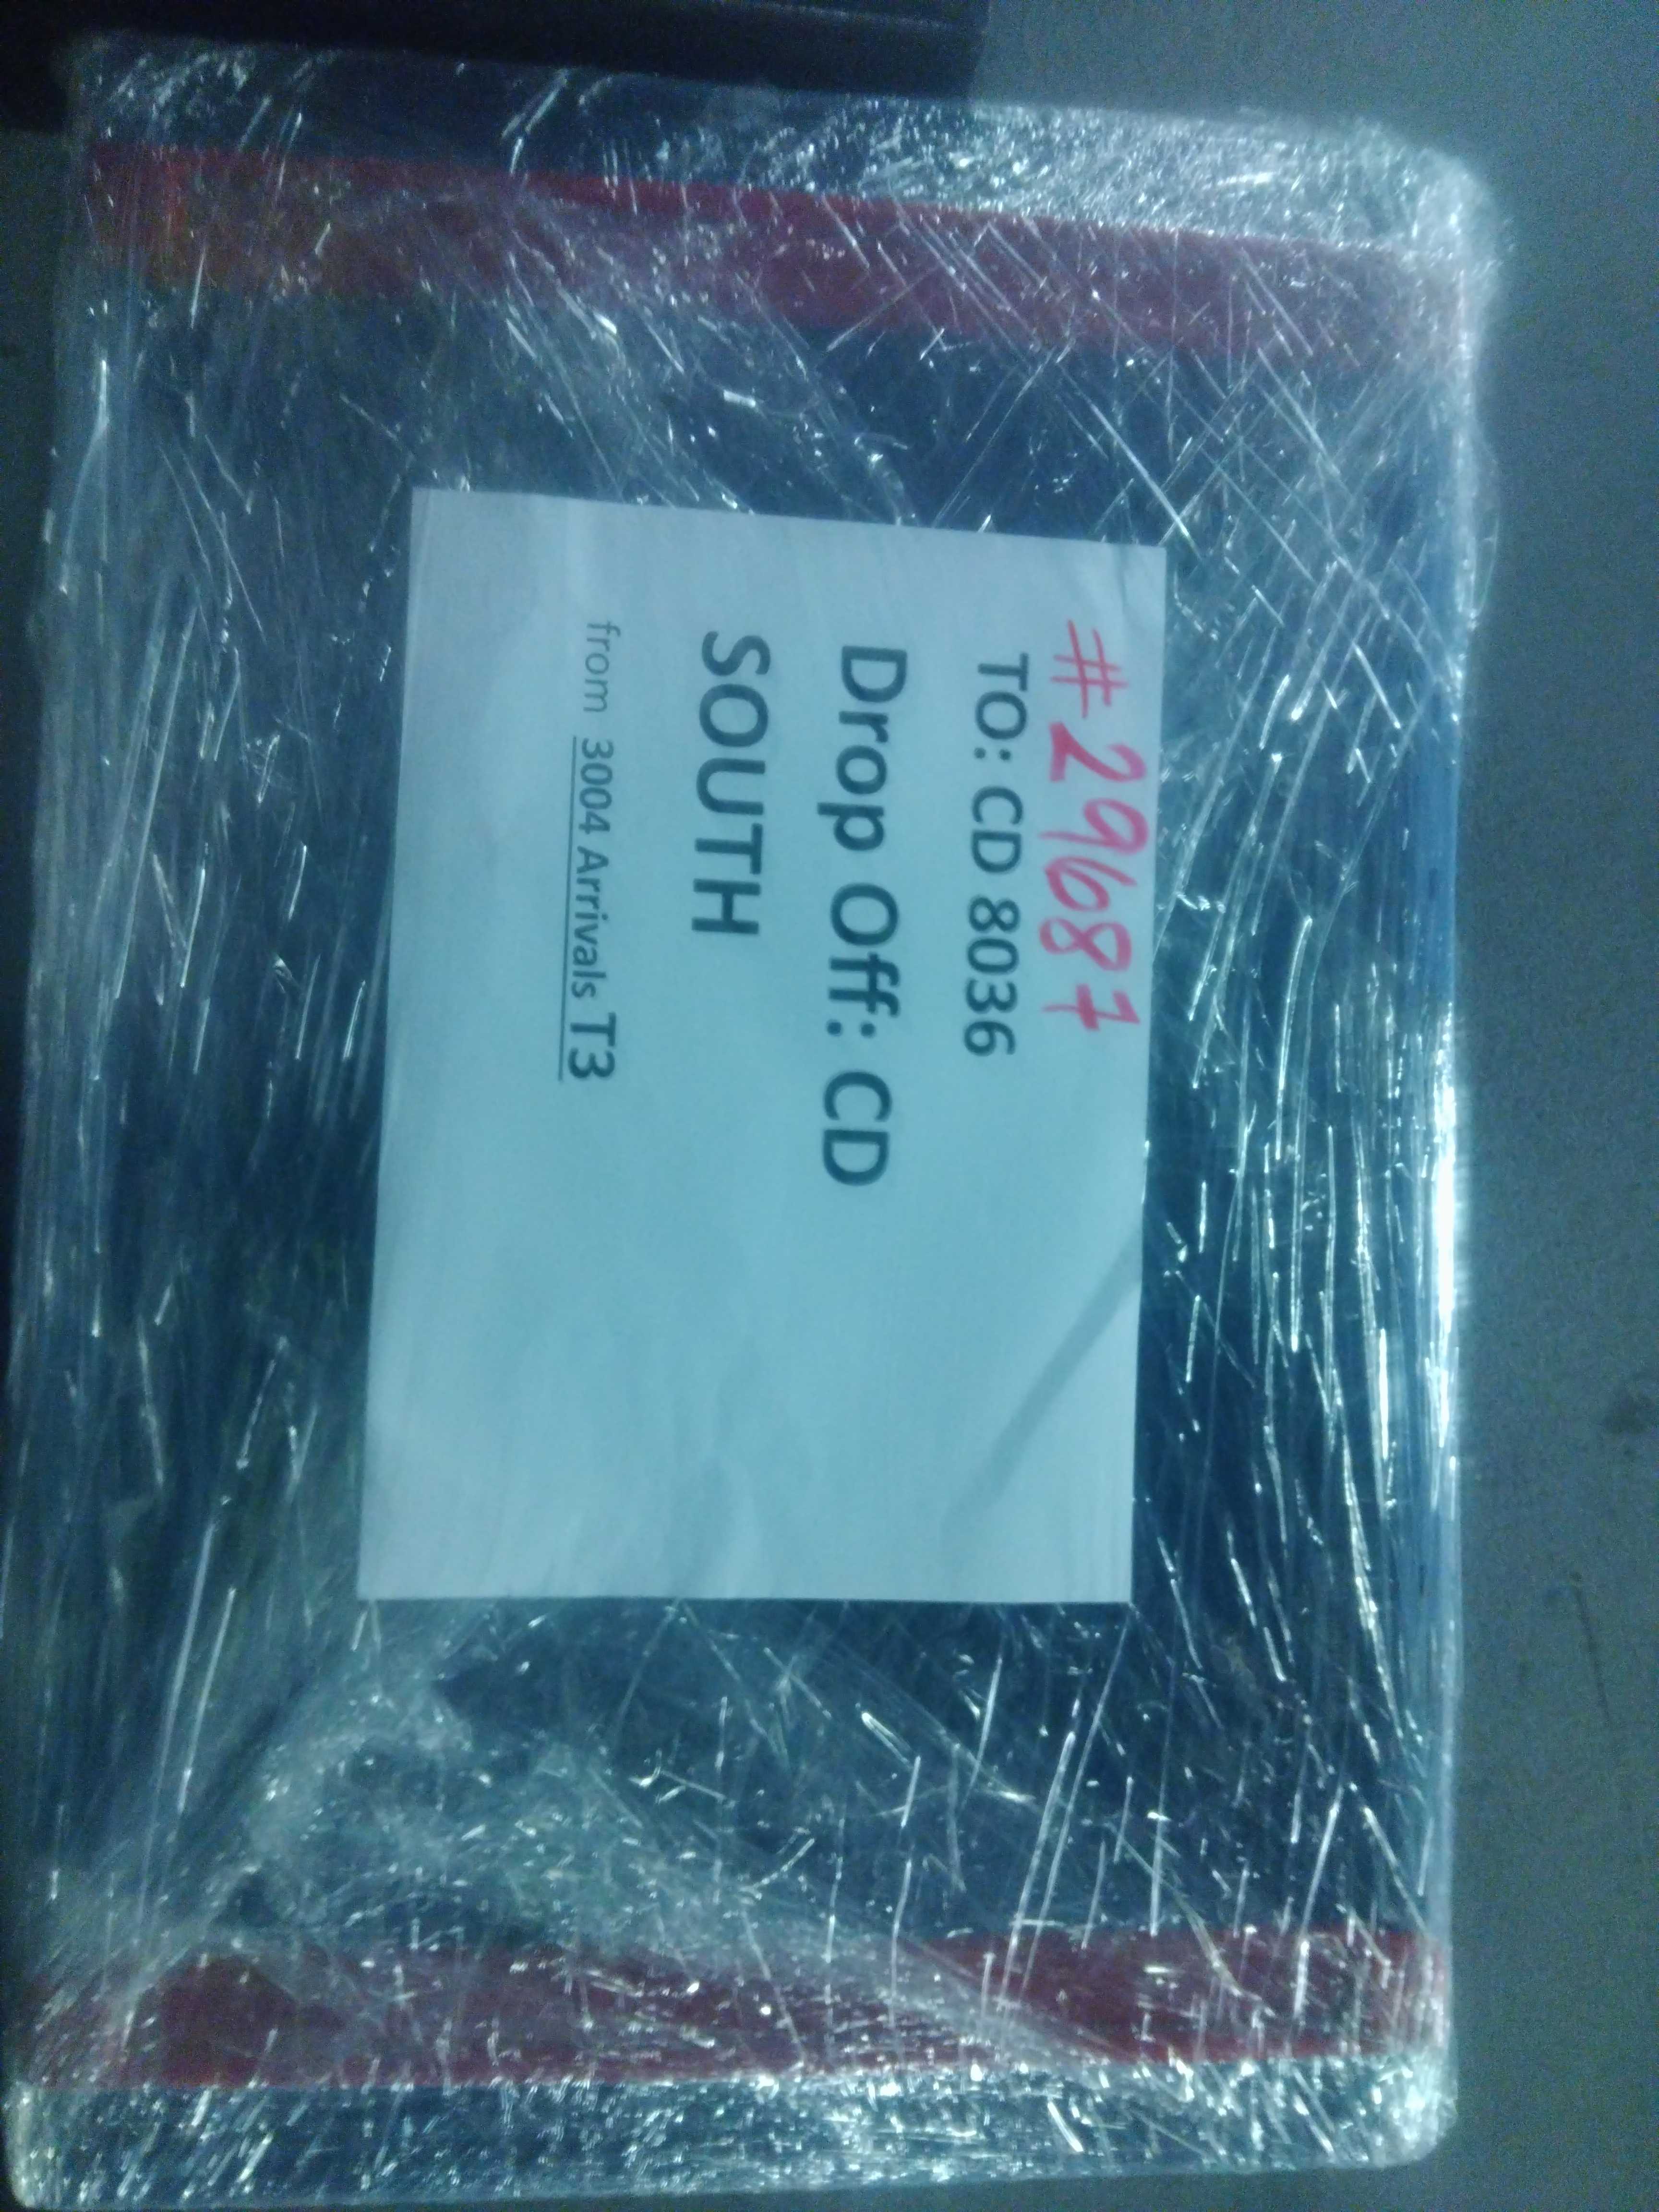 #29687
TO: CD 8036
Drop Off: CD
SOUTH
from 3004 Arrivals T3